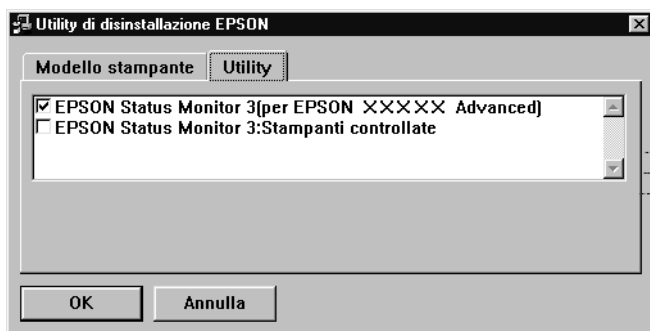 Utility di disinstallazione EPSON
Modello stampante Utility
EPSON Status Monitor 3(per EPSON XXXXX Advanced)
EPSON Status Monitor 3:Stampanti controllate
OK Annulla